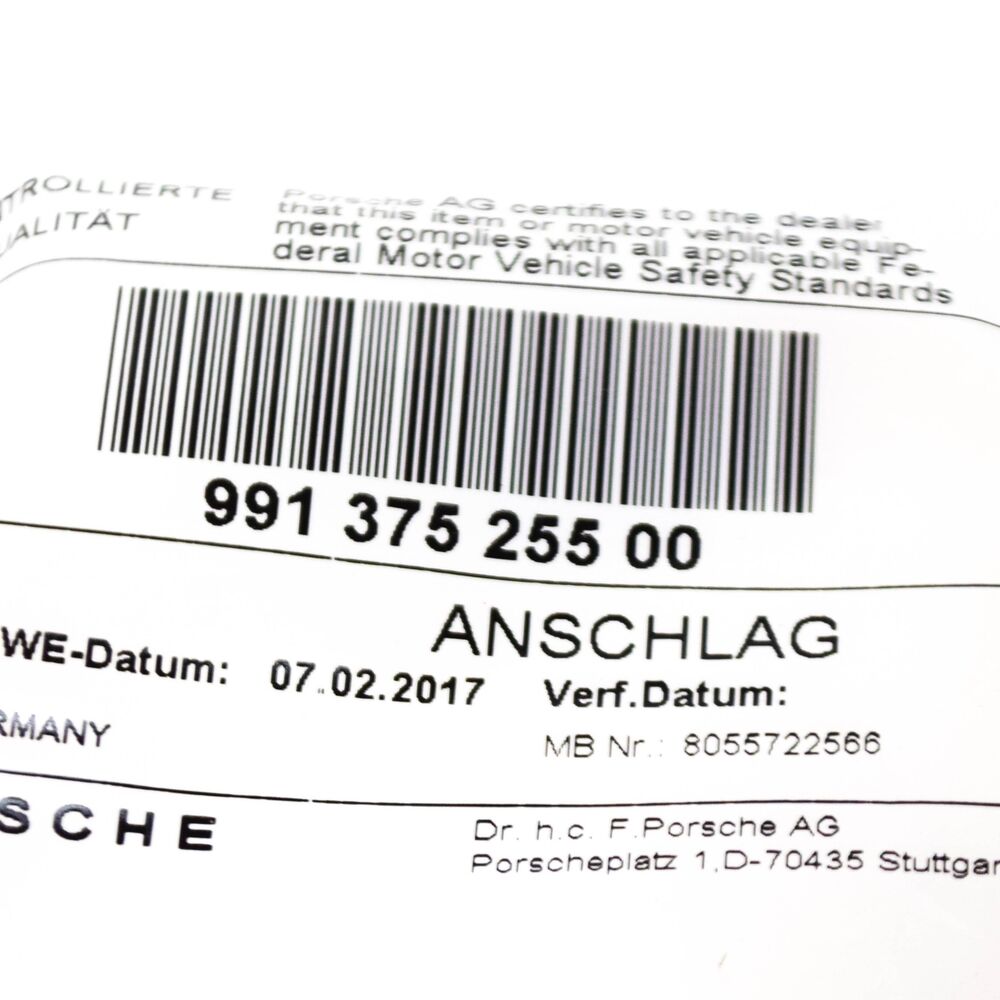 NTROLLIERTE
UALITÄT
Porsche AG certifies to the dealer
that this item or motor vehicle equip-
ment complies with all applicable Fe-
deral Motor Vehicle Safety Standards
991 375 255 00
ANSCHLAG
WE-Datum: 07.02.2017 Verf.Datum:
RMANY
MB Nr.: 8055722566
SCHE
Dr. h.c. F.Porsche AG
Porscheplatz 1,D-70435 Stuttgar